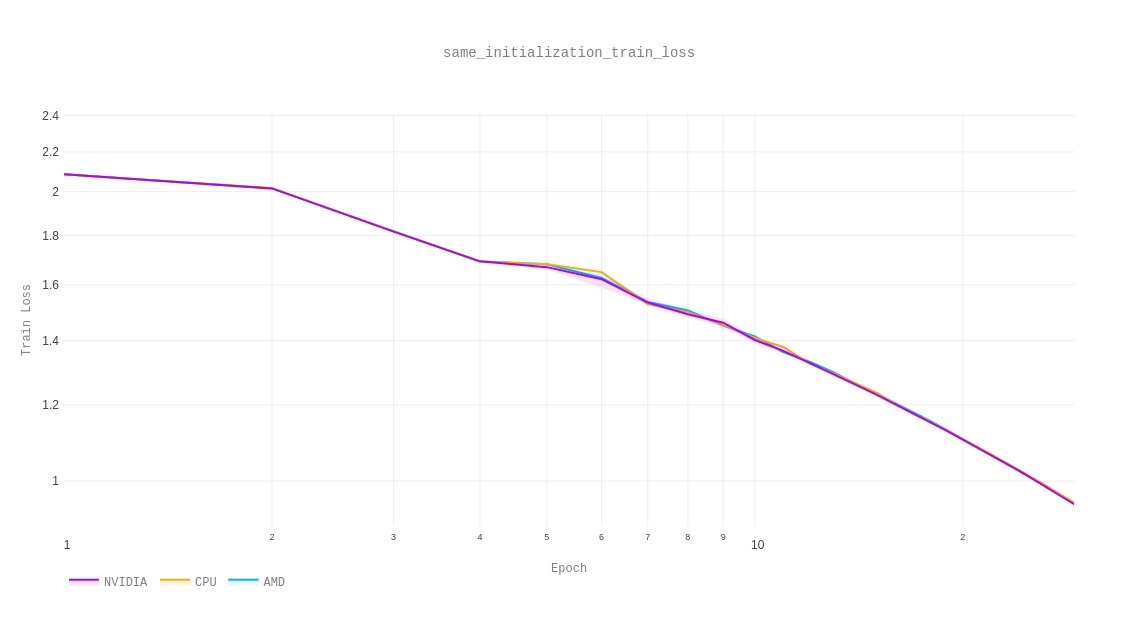 same_initialization_train_loss
2.4
2.2
2
1.8
1.6
1.4
1.2
1
Train Loss
2 3 4 5 6 7 8 9 2
1 10
Epoch
NVIDIA CPU AMD